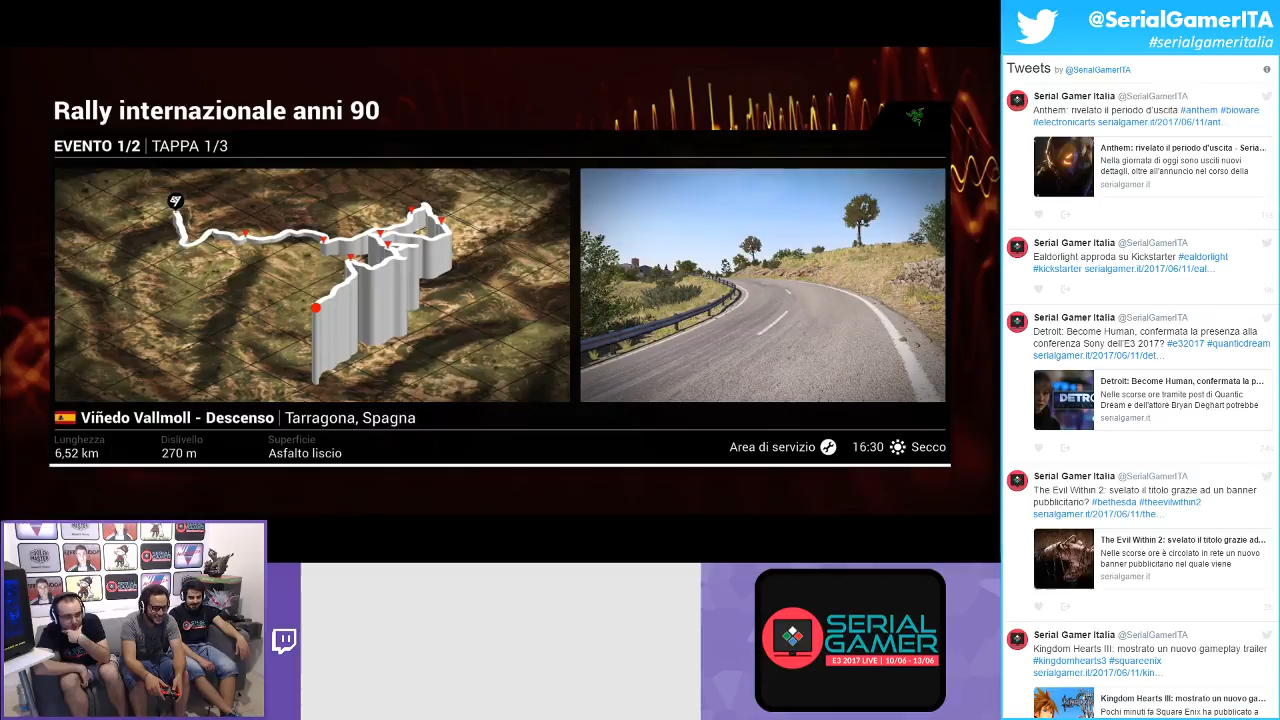 @SerialGamerITA
#serialgameritalia
Rally internazionale anni 90
EVENTO 1/2 | TAPPA 1/3
Viñedo Vallmoll - Descenso | Tarragona, Spagna
Lunghezza
6,52 km
Dislivello
270 m
Superficie
Asfalto liscio
Area di servizio
16:30
Secco
Tweets by @SerialGamerITA
Serial Gamer Italia @SerialGamerITA
Anthem: rivelato il periodo d'uscita #anthem #bioware
#electronicarts serialgamer.it/2017/06/11/ant…
Anthem: rivelato il periodo d'uscita - Seria...
Nella giornata di oggi sono usciti nuovi
dettagli, oltre all'annuncio nel corso della
serialgamer.it
Serial Gamer Italia @SerialGamerITA
Ealdorlight approda su Kickstarter #ealdorlight
#kickstarter serialgamer.it/2017/06/11/eal…
Serial Gamer Italia @SerialGamerITA
Detroit: Become Human, confermata la presenza alla
conferenza Sony dell'E3 2017? #e32017 #quanticdream
serialgamer.it/2017/06/11/det…
DETRO
Detroit: Become Human, confermata la p...
Nelle scorse ore tramite post di Quantic
Dream e dell'attore Bryan Deghart potrebbe
serialgamer.it
Serial Gamer Italia @SerialGamerITA
The Evil Within 2: svelato il titolo grazie ad un banner
pubblicitario? #bethesda #theevilwithin2
serialgamer.it/2017/06/11/the…
The Evil Within 2: svelato il titolo grazie ad...
Nelle scorse ore è circolato in rete un nuovo
banner pubblicitario nel quale viene
serialgamer.it
Serial Gamer Italia @SerialGamerITA
Kingdom Hearts III: mostrato un nuovo gameplay trailer
#kingdomhearts3 #squareenix
serialgamer.it/2017/06/11/kin…
Kingdom Hearts III: mostrato un nuovo ga...
Pochi minuti fa Square Enix ha pubblicato a
SERIAL
GAMER
E3 2017 LIVE | 10/06 - 13/06